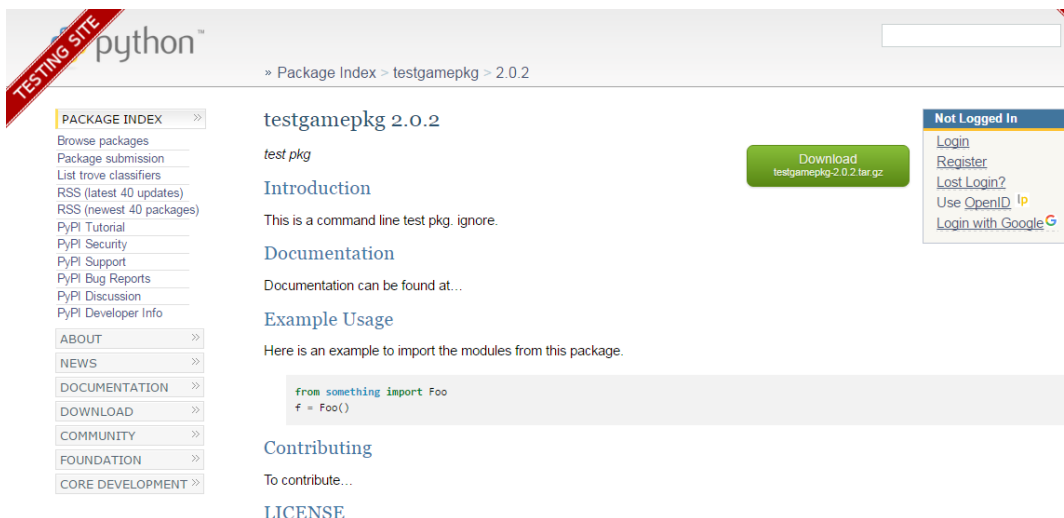 TESTING SITE
python™
» Package Index > testgamepkg > 2.0.2
PACKAGE INDEX »
Browse packages
Package submission
List trove classifiers
RSS (latest 40 updates)
RSS (newest 40 packages)
PyPI Tutorial
PyPI Security
PyPI Support
PyPI Bug Reports
PyPI Discussion
PyPI Developer Info
ABOUT »
NEWS »
DOCUMENTATION »
DOWNLOAD »
COMMUNITY »
FOUNDATION »
CORE DEVELOPMENT »
testgamepkg 2.0.2
test pkg
Introduction
This is a command line test pkg. ignore.
Documentation
Documentation can be found at…
Example Usage
Here is an example to import the modules from this package.
from something import Foo
f = Foo()
Contributing
To contribute…
LICENSE
Download
testgamepkg-2.0.2.tar.gz
Not Logged In
Login
Register
Lost Login?
Use OpenID lp
Login with Google G